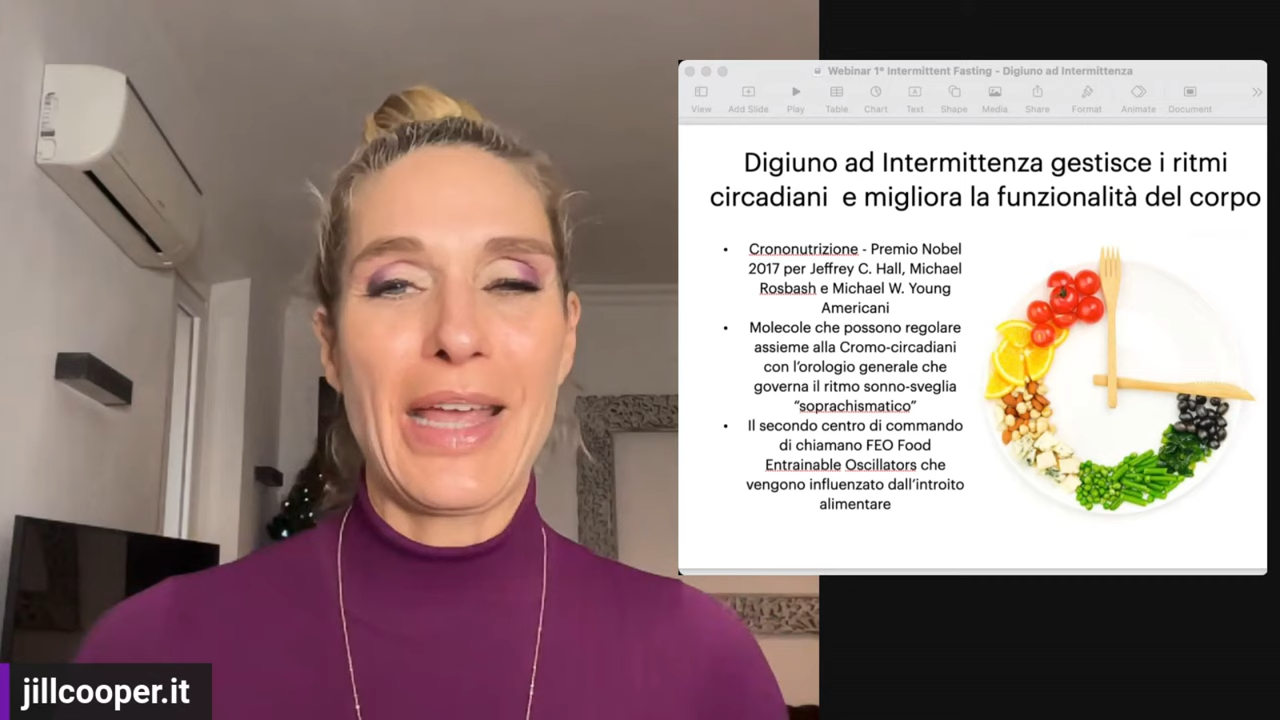 Webinar 1° Intermittent Fasting - Digiuno ad Intermittenza
View Add Slide Play Table Chart Text Shape Media Share Format Animate Document
Digiuno ad Intermittenza gestisce i ritmi
circadiani e migliora la funzionalità del corpo
• Crononutrizione - Premio Nobel
2017 per Jeffrey C. Hall, Michael
Rosbash e Michael W. Young
Americani
• Molecole che possono regolare
assieme alla Cromo-circadiani
con l'orologio generale che
governa il ritmo sonno-sveglia
"soprachismatico"
• Il secondo centro di commando
di chiamano FEO Food
Entrainable Oscillators che
vengono influenzato dall'introito
alimentare
jillcooper.it